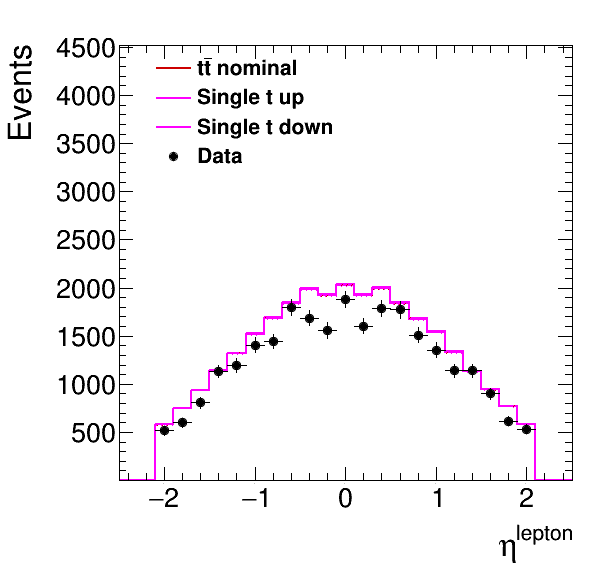 Events
4500
4000
3500
3000
2500
2000
1500
1000
500
tt̄ nominal
Single t up
Single t down
Data
−2 −1 0 1 2
η^lepton